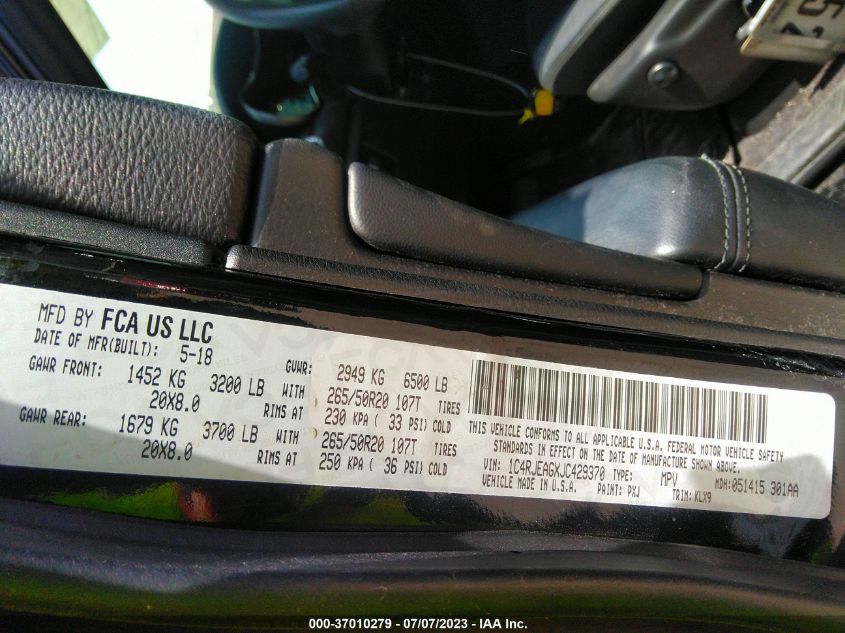 52
MFD BY FCA US LLC
DATE OF MFR(BUILT): 5-18 GVWR: 2949 KG 6500 LB
GAWR FRONT: 1452 KG 3200 LB WITH 265/50R20 107T TIRES
20X8.0 RIMS AT 230 KPA ( 33 PSI) COLD
GAWR REAR: 1679 KG 3700 LB WITH 265/50R20 107T TIRES
20X8.0 RIMS AT 250 KPA ( 36 PSI) COLD
THIS VEHICLE CONFORMS TO ALL APPLICABLE U.S.A. FEDERAL MOTOR VEHICLE SAFETY
STANDARDS IN EFFECT ON THE DATE OF MANUFACTURE SHOWN ABOVE.
VIN: 1C4RJEAGXJC429370 TYPE: MPV MDH:051415 301AA
VEHICLE MADE IN U.S.A. PAINT: PXJ TRIM: KLX9
000-37010279 - 07/07/2023 - IAA Inc.